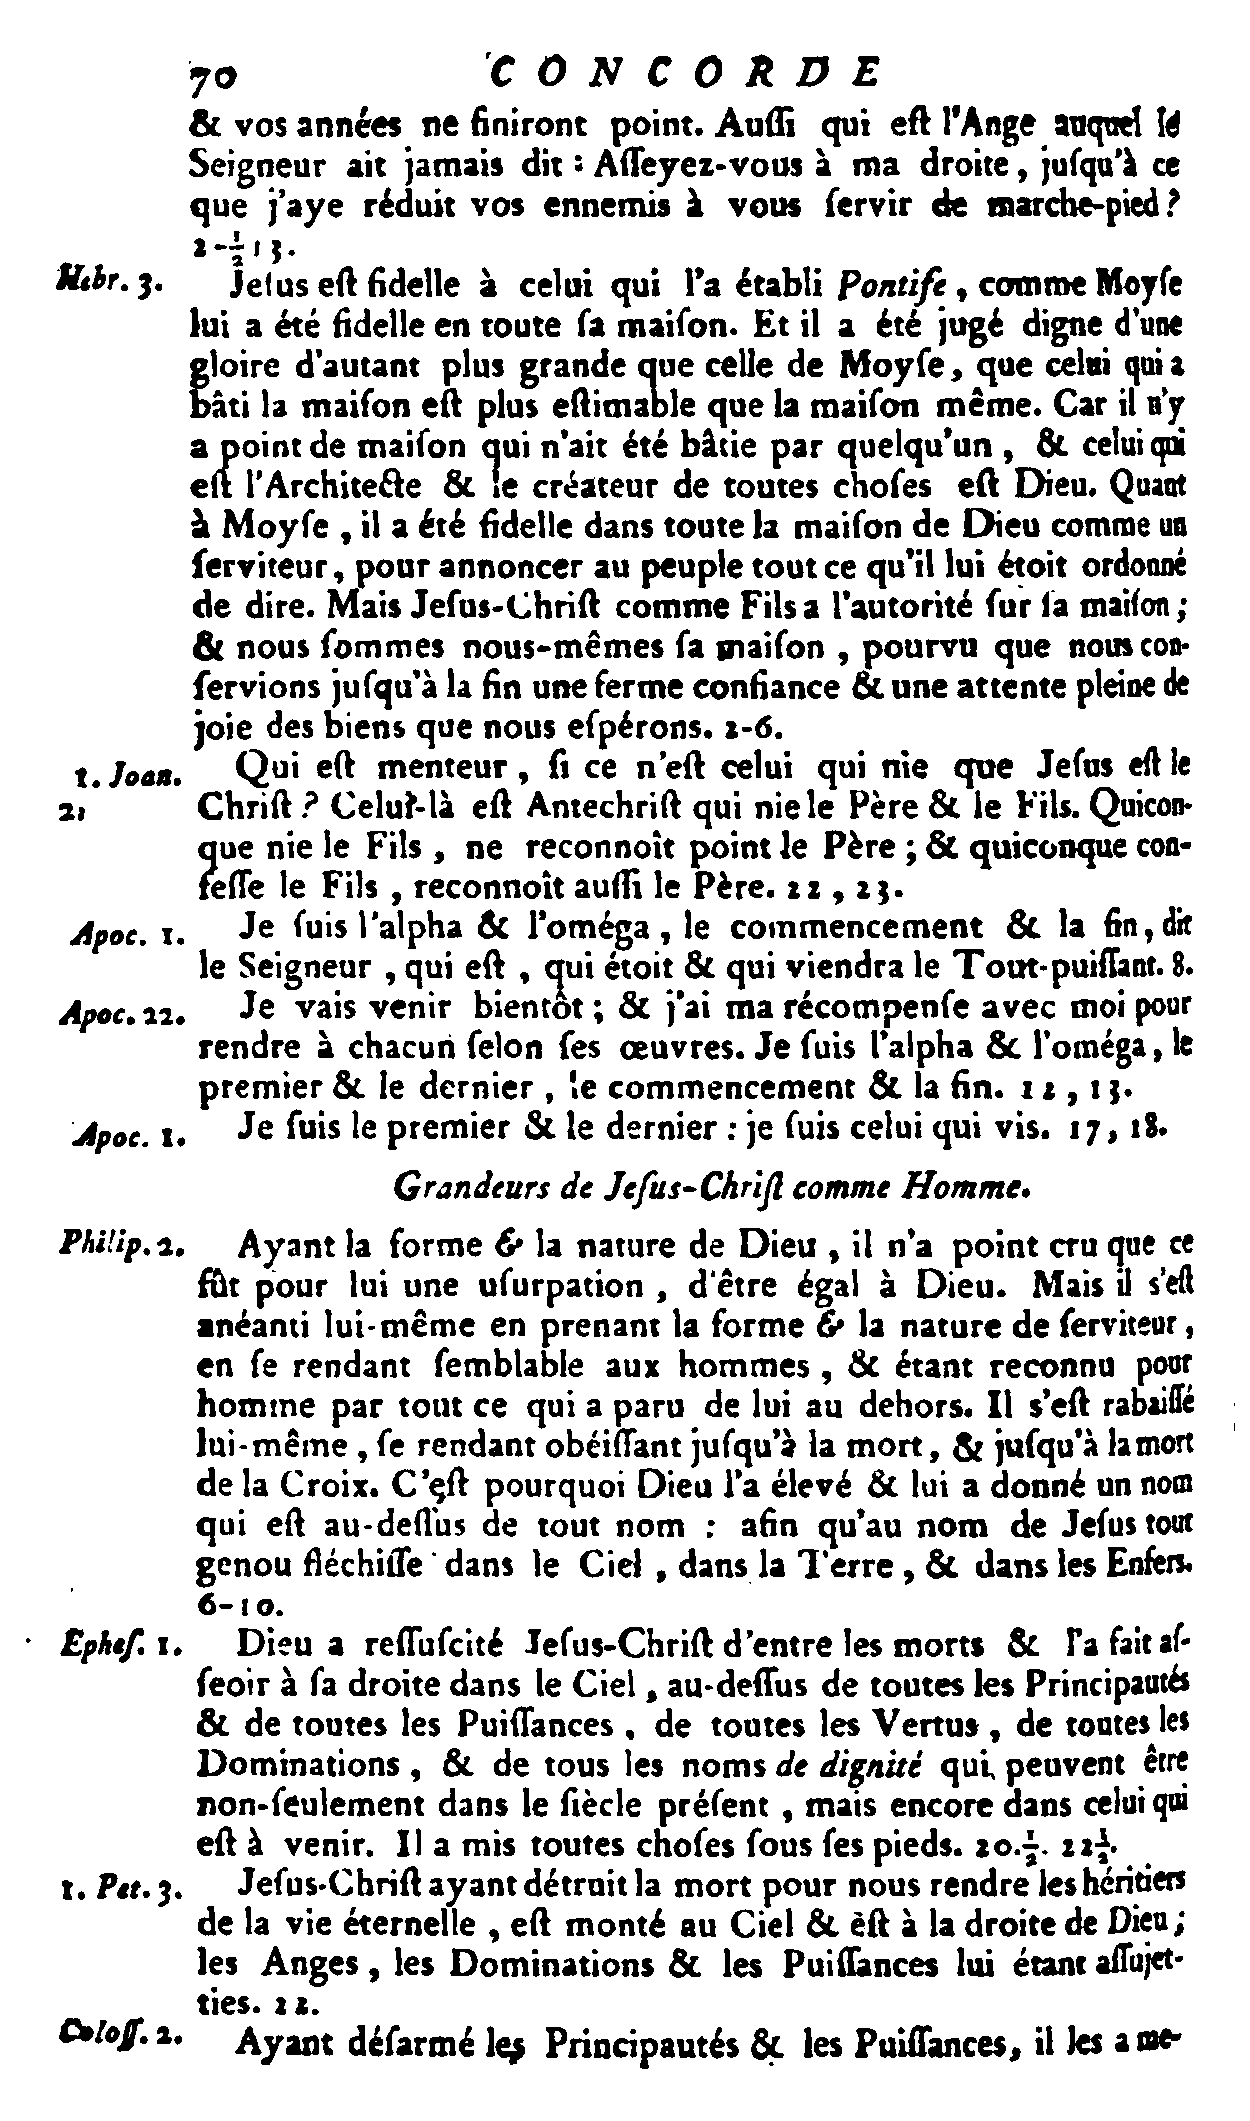 70 CONCORDE
& vos années ne finiront point. Auſſi qui eſt l'Ange auquel le
Seigneur ait jamais dit : Aſſeyez-vous à ma droite, juſqu'à ce
que j'aye réduit vos ennemis à vous ſervir de marche-pied ?
2-½13.
Hebr. 3. Jeſus eſt fidelle à celui qui l'a établi Pontife, comme Moyſe
lui a été fidelle en toute ſa maiſon. Et il a été jugé digne d'une
gloire d'autant plus grande que celle de Moyſe, que celui qui a
bâti la maiſon eſt plus eſtimable que la maiſon même. Car il n'y
a point de maiſon qui n'ait été bâtie par quelqu'un, & celui qui
eſt l'Architecte & le créateur de toutes choſes eſt Dieu. Quant
à Moyſe, il a été fidelle dans toute la maiſon de Dieu comme un
ſerviteur, pour annoncer au peuple tout ce qu'il lui étoit ordonné
de dire. Mais Jeſus-Chriſt comme Fils a l'autorité ſur ſa maiſon;
& nous ſommes nous-mêmes ſa maiſon, pourvu que nous con-
ſervions juſqu'à la fin une ferme confiance & une attente pleine de
joie des biens que nous eſpérons. 2-6.
1. Joan. Qui eſt menteur, ſi ce n'eſt celui qui nie que Jeſus eſt le
2, Chriſt ? Celui-là eſt Antechriſt qui nie le Père & le Fils. Quicon-
que nie le Fils, ne reconnoît point le Père ; & quiconque con-
feſſe le Fils, reconnoît auſſi le Père. 22, 23.
Apoc. 1. Je ſuis l'alpha & l'oméga, le commencement & la fin, dit
le Seigneur, qui eſt, qui étoit & qui viendra le Tout-puiſſant. 8.
Apoc. 22. Je vais venir bientôt ; & j'ai ma récompenſe avec moi pour
rendre à chacun ſelon ſes œuvres. Je ſuis l'alpha & l'oméga, le
premier & le dernier, le commencement & la fin. 12, 13.
Apoc. 1. Je ſuis le premier & le dernier : je ſuis celui qui vis. 17, 18.
Grandeurs de Jeſus-Chriſt comme Homme.
Philip. 2. Ayant la forme & la nature de Dieu, il n'a point cru que ce
fût pour lui une uſurpation, d'être égal à Dieu. Mais il s'eſt
anéanti lui-même en prenant la forme & la nature de ſerviteur,
en ſe rendant ſemblable aux hommes, & étant reconnu pour
homme par tout ce qui a paru de lui au dehors. Il s'eſt rabaiſſé
lui-même, ſe rendant obéiſſant juſqu'à la mort, & juſqu'à la mort
de la Croix. C'eſt pourquoi Dieu l'a élevé & lui a donné un nom
qui eſt au-deſſus de tout nom : afin qu'au nom de Jeſus tout
genou fléchiſſe dans le Ciel, dans la Terre, & dans les Enfers.
6-10.
Epheſ. 1. Dieu a reſſuſcité Jeſus-Chriſt d'entre les morts & l'a fait aſ-
ſeoir à ſa droite dans le Ciel, au-deſſus de toutes les Principautés
& de toutes les Puiſſances, de toutes les Vertus, de toutes les
Dominations, & de tous les noms de dignité qui peuvent être
non-ſeulement dans le ſiècle préſent, mais encore dans celui qui
eſt à venir. Il a mis toutes choſes ſous ſes pieds. 20.½. 22½.
1. Pet. 3. Jeſus-Chriſt ayant détruit la mort pour nous rendre les héritiers
de la vie éternelle, eſt monté au Ciel & eſt à la droite de Dieu;
les Anges, les Dominations & les Puiſſances lui étant aſſujet-
ties. 22.
Coloſſ. 2. Ayant déſarmé les Principautés & les Puiſſances, il les a me-